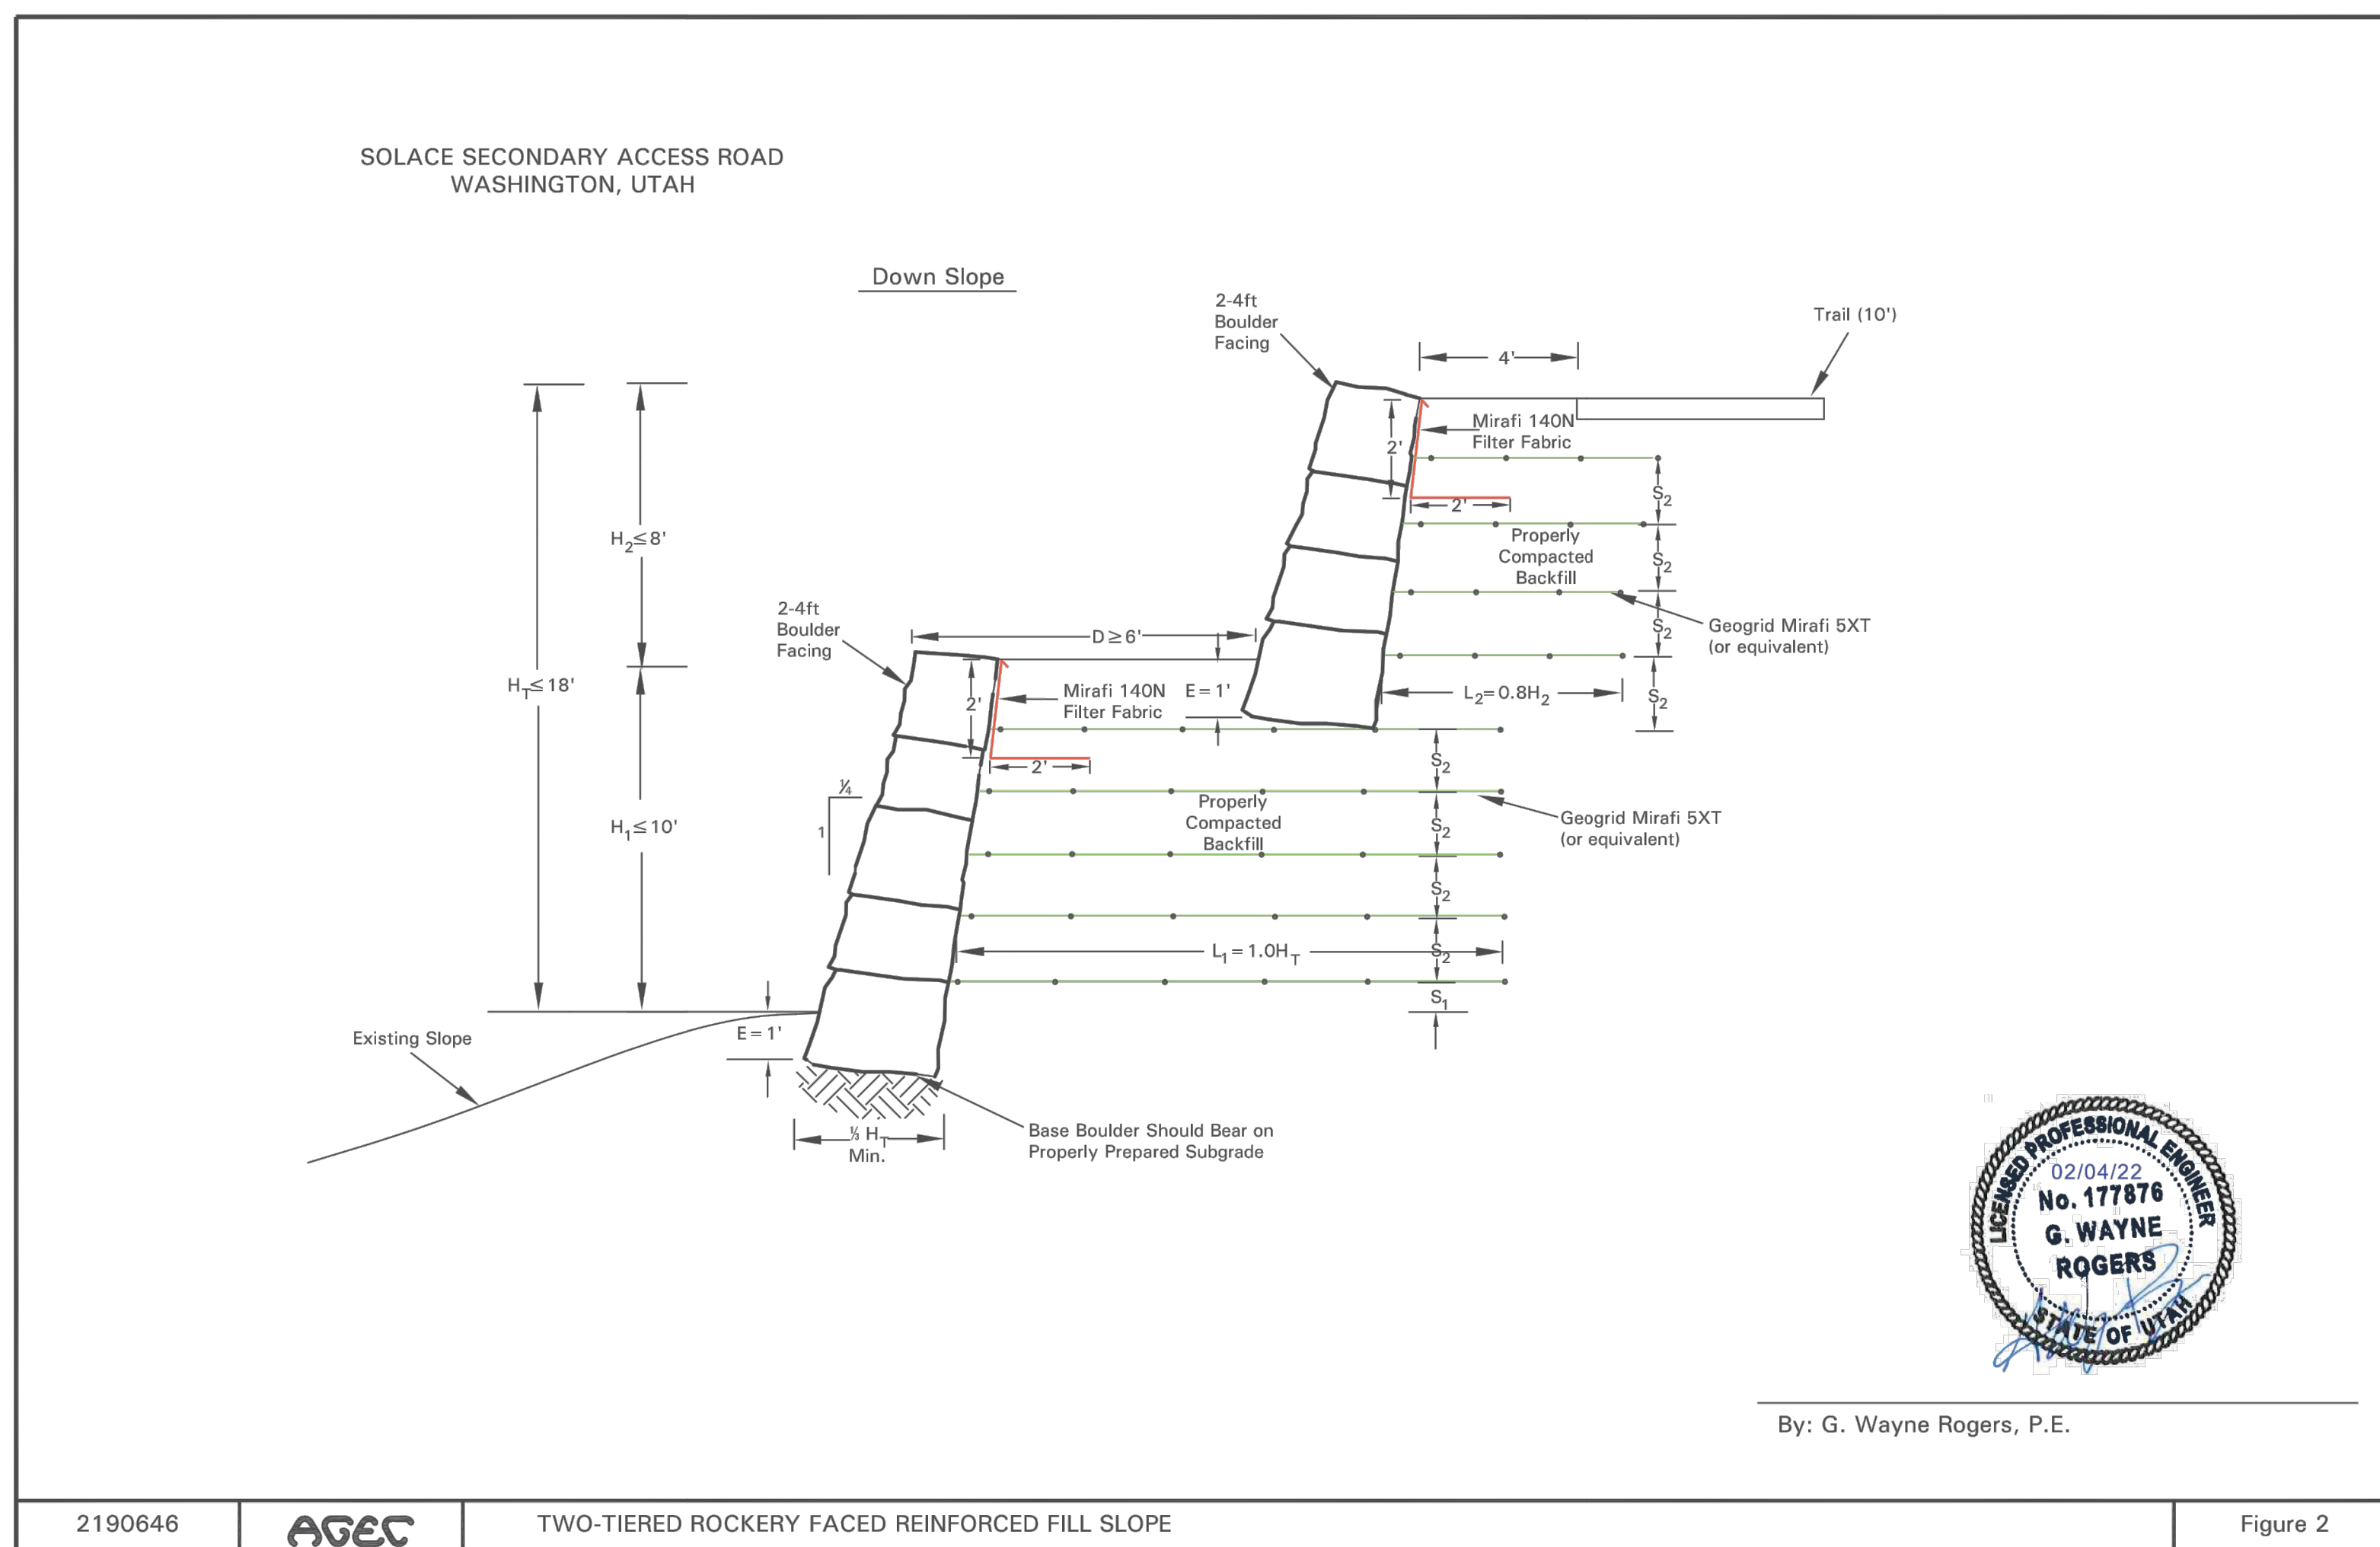 SOLACE SECONDARY ACCESS ROAD
WASHINGTON, UTAH
Down Slope
2-4ft
Boulder
Facing
Trail (10')
4'
Mirafi 140N
Filter Fabric
2'
2'
S2
Properly
Compacted
Backfill
S2
S2
Geogrid Mirafi 5XT
(or equivalent)
L2=0.8H2
S2
HT≤18'
H2≤8'
H1≤10'
2-4ft
Boulder
Facing
D≥6'
E=1'
Mirafi 140N
Filter Fabric
2'
2'
¼
1
S2
Properly
Compacted
Backfill
S2
S2
S2
Geogrid Mirafi 5XT
(or equivalent)
L1=1.0HT
S1
Existing Slope
E=1'
⅓ HT
Min.
Base Boulder Should Bear on
Properly Prepared Subgrade
LICENSED PROFESSIONAL ENGINEER
02/04/22
No. 177876
G. WAYNE
ROGERS
STATE OF UTAH
By: G. Wayne Rogers, P.E.
2190646
AGEC
TWO-TIERED ROCKERY FACED REINFORCED FILL SLOPE
Figure 2